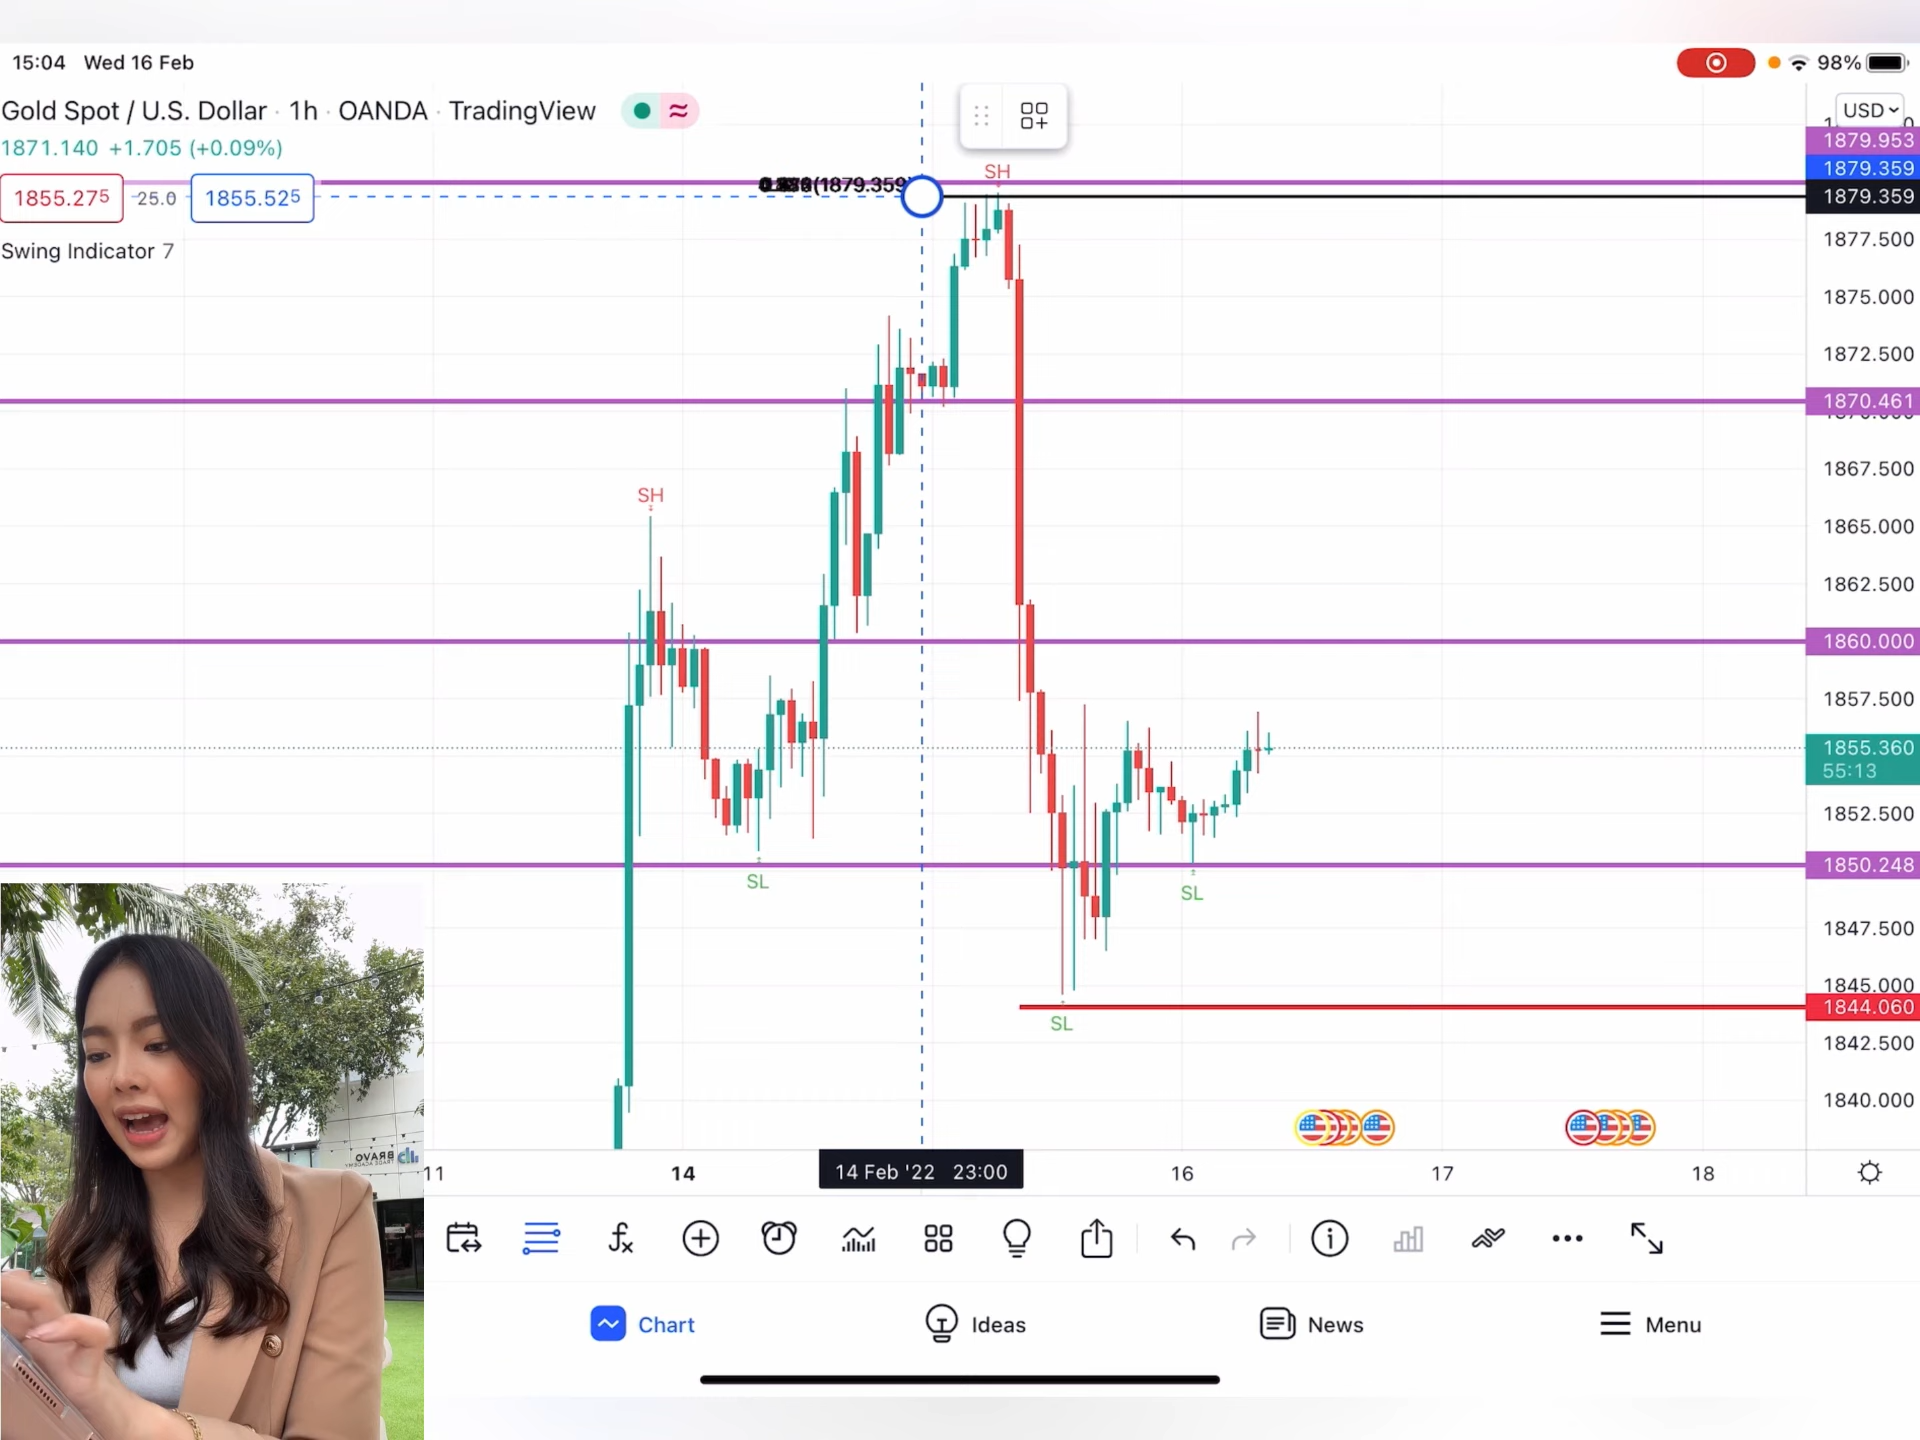 15:04 Wed 16 Feb
98%
Gold Spot / U.S. Dollar · 1h · OANDA · TradingView
USD
1871.140 +1.705 (+0.09%)
1879.953
1879.359
1879.359
1855.275 25.0 1855.525
(1879.359)
SH
Swing Indicator 7
1877.500
1875.000
1872.500
1870.461
1867.500
SH
1865.000
1862.500
1860.000
1857.500
1855.360
55:13
1852.500
1850.248
SL
SL
1847.500
1845.000
1844.060
SL
1842.500
1840.000
11 14 14 Feb '22 23:00 16 17 18
Chart Ideas News Menu